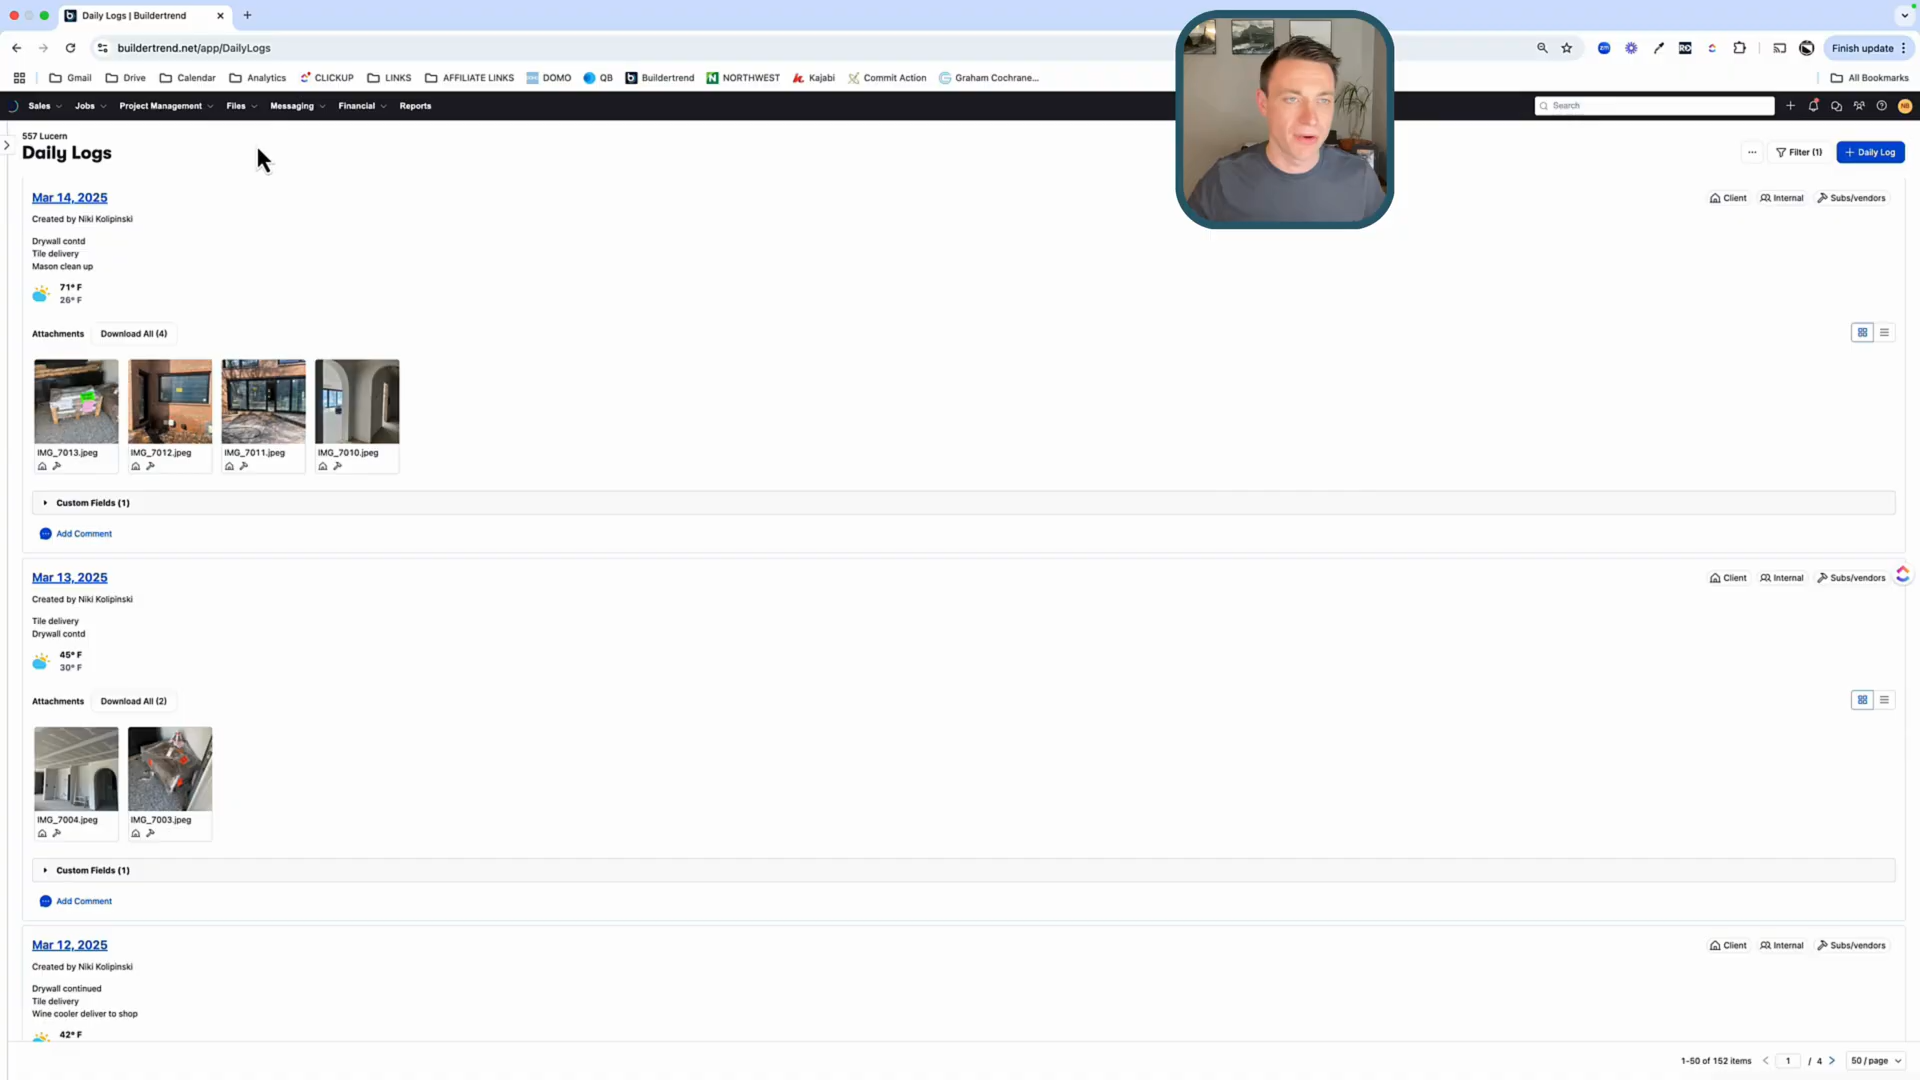 Daily Logs | Buildertrend
buildertrend.net/app/DailyLogs
Finish update
Gmail Drive Calendar Analytics CLICKUP LINKS AFFILIATE LINKS DOMO QB Buildertrend NORTHWEST Kajabi Commit Action Graham Cochrane... All Bookmarks
Sales Jobs Project Management Files Messaging Financial Reports Search NB
557 Lucern
Daily Logs
Filter (1) + Daily Log
Mar 14, 2025 Client Internal Subs/vendors
Created by Niki Kolipinski
Drywall contd
Tile delivery
Mason clean up
71° F
26° F
Attachments Download All (4)
IMG_7013.jpeg IMG_7012.jpeg IMG_7011.jpeg IMG_7010.jpeg
Custom Fields (1)
Add Comment
Mar 13, 2025 Client Internal Subs/vendors
Created by Niki Kolipinski
Tile delivery
Drywall contd
45° F
30° F
Attachments Download All (2)
IMG_7004.jpeg IMG_7003.jpeg
Custom Fields (1)
Add Comment
Mar 12, 2025 Client Internal Subs/vendors
Created by Niki Kolipinski
Drywall continued
Tile delivery
Wine cooler deliver to shop
42° F
1-50 of 152 items 1 / 4 50 / page